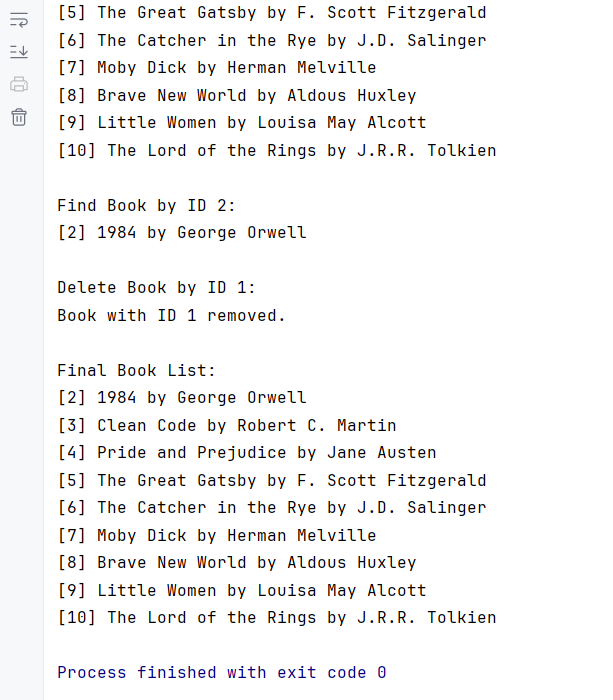 [5] The Great Gatsby by F. Scott Fitzgerald
[6] The Catcher in the Rye by J.D. Salinger
[7] Moby Dick by Herman Melville
[8] Brave New World by Aldous Huxley
[9] Little Women by Louisa May Alcott
[10] The Lord of the Rings by J.R.R. Tolkien
Find Book by ID 2:
[2] 1984 by George Orwell
Delete Book by ID 1:
Book with ID 1 removed.
Final Book List:
[2] 1984 by George Orwell
[3] Clean Code by Robert C. Martin
[4] Pride and Prejudice by Jane Austen
[5] The Great Gatsby by F. Scott Fitzgerald
[6] The Catcher in the Rye by J.D. Salinger
[7] Moby Dick by Herman Melville
[8] Brave New World by Aldous Huxley
[9] Little Women by Louisa May Alcott
[10] The Lord of the Rings by J.R.R. Tolkien
Process finished with exit code 0